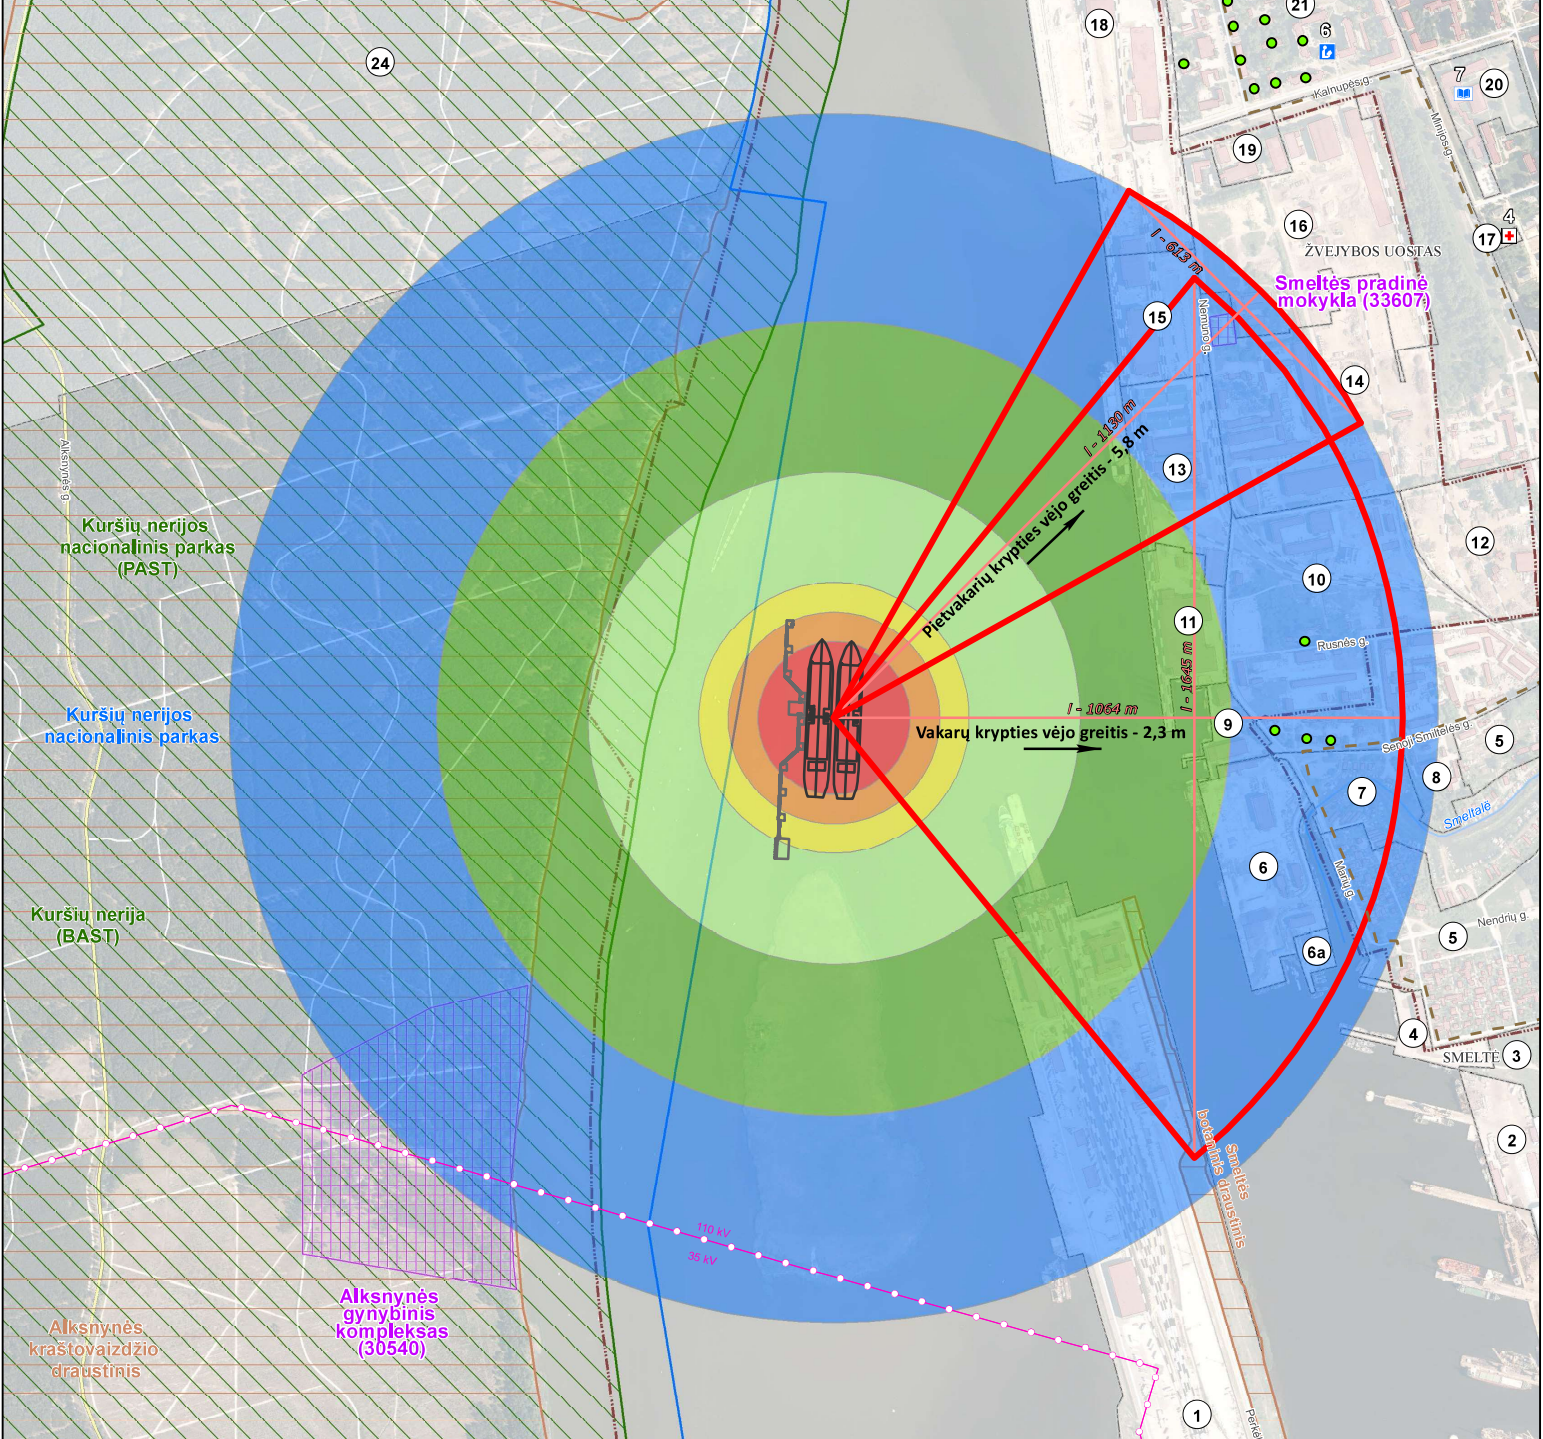 24
18
21
6
7
20
Kalnupės g.
Minijos g.
19
16
4
17
ŽVEJYBOS UOSTAS
l - 613 m
Smeltės pradinė
mokykla (33607)
15
Nemuno g.
14
l - 1130 m
Pietvakarių krypties vėjo greitis - 5,8 m
13
Alksnynės g.
Kuršių nerijos
nacionalinis parkas
(PAST)
12
10
11
Rusnės g.
l - 1645 m
l - 1064 m
Vakarų krypties vėjo greitis - 2,3 m
9
Kuršių nerijos
nacionalinis parkas
Senoji Smiltelės g.
5
8
7
Smeltalė
6
Marių g.
Kuršių nerija
(BAST)
Nendrių g.
5
6a
4
SMELTĖ
3
2
Smeltės
botaninis draustinis
110 kV
35 kV
Alksnynės
gynybinis
kompleksas
(30540)
Alksnynės
kraštovaizdžio
draustinis
1